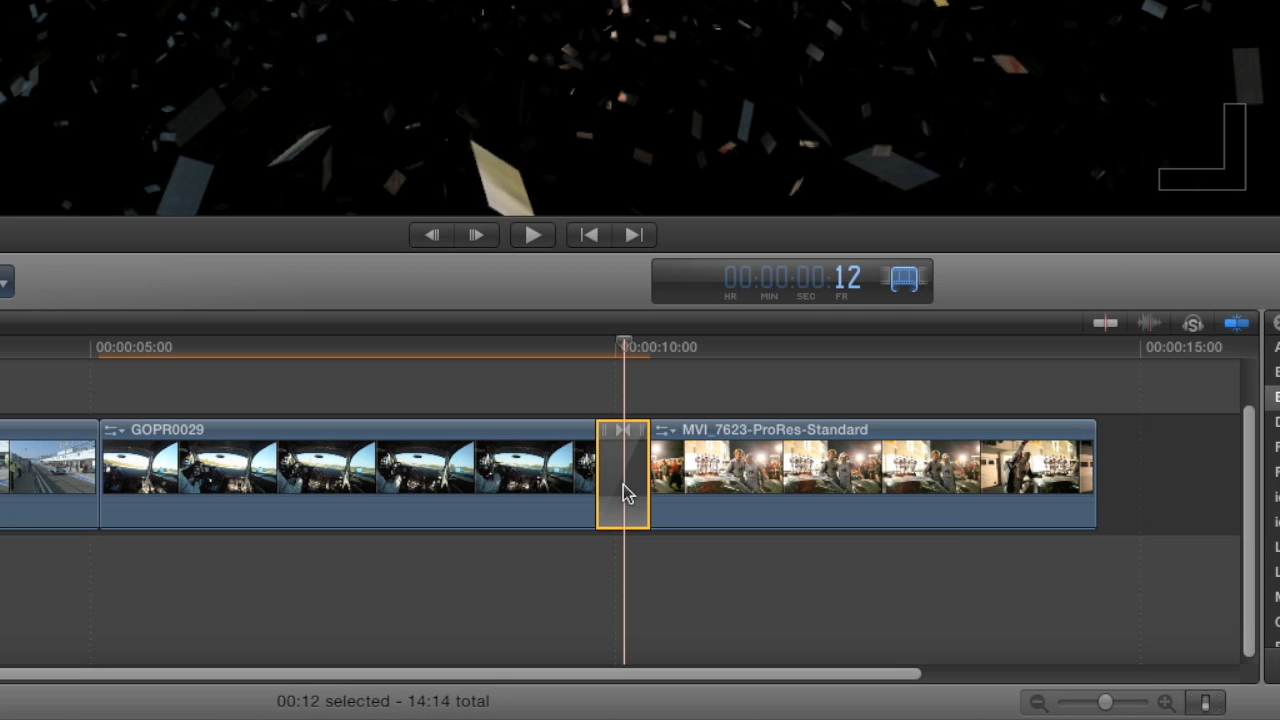 00:00:00:12
HR MIN SEC FR
S
00:00:05:00
00:00:10:00
00:00:15:00
GOPR0029
MVI_7623-ProRes-Standard
00:12 selected - 14:14 total